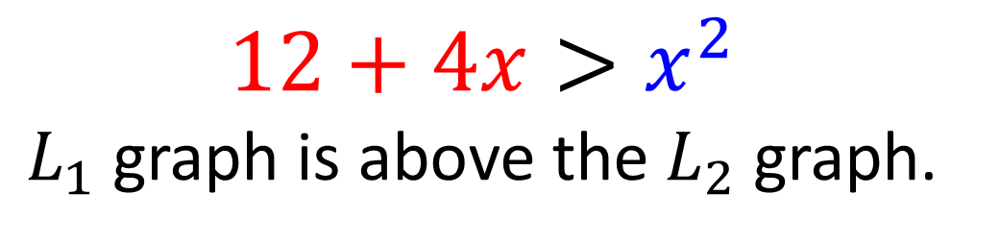 12 + 4𝑥 > 𝑥²
𝐿₁ graph is above the 𝐿₂ graph.